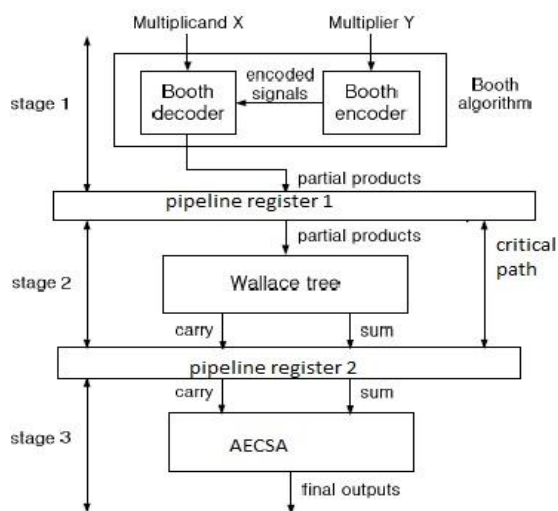 Multiplicand X
Multiplier Y
stage 1
Booth
decoder
encoded
signals
Booth
encoder
Booth
algorithm
partial products
pipeline register 1
partial products
critical
path
stage 2
Wallace tree
carry
sum
pipeline register 2
carry
sum
stage 3
AECSA
final outputs